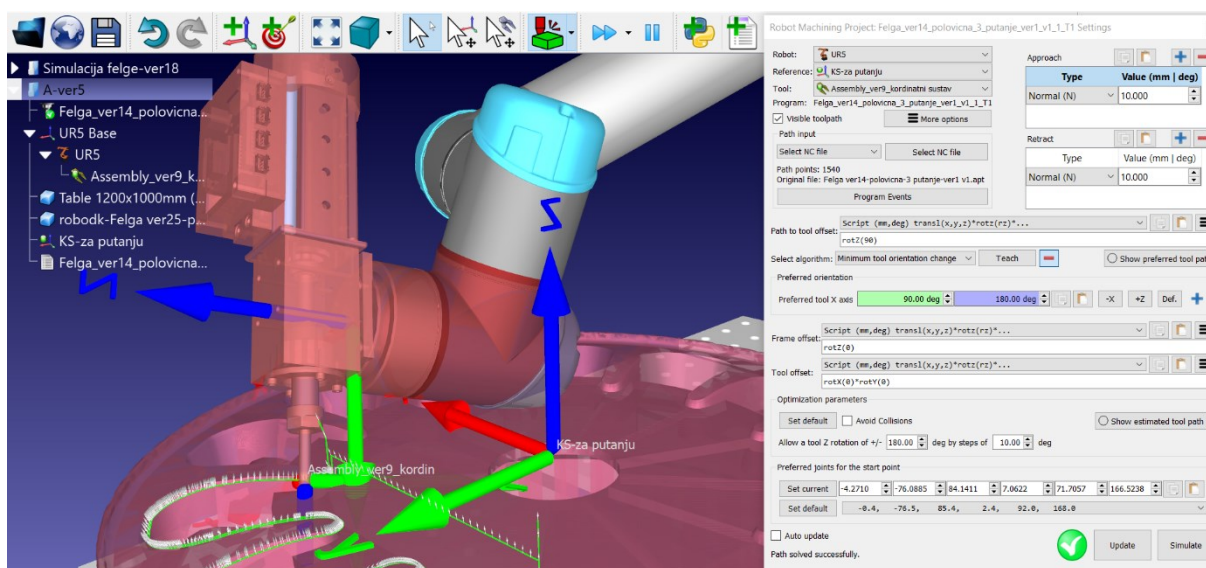 Simulacija felge-ver18
A-ver5
Felga_ver14_polovicna...
UR5 Base
UR5
Assembly_ver9_k...
Table 1200x1000mm (...
robodk-Felga ver25-p...
KS-za putanju
Felga_ver14_polovicna...
Z
KS-za putanju
Assembly_ver9_kordin
Robot Machining Project: Felga_ver14_polovicna_3_putanje_ver1_v1_1_T1 Settings
Robot: UR5
Reference: KS-za putanju
Tool: Assembly_ver9_kordinatni sustav
Program: Felga_ver14_polovicna_3_putanje_ver1_v1_1_T1
Visible toolpath More options
Path input
Select NC file Select NC file
Path points: 1540
Original file: Felga ver14-polovicna-3 putanje-ver1 v1.apt
Program Events
Approach
Type Value (mm | deg)
Normal (N) 10.000
Retract
Type Value (mm | deg)
Normal (N) 10.000
Path to tool offset: Script (mm,deg) transl(x,y,z)*rotz(rz)*...
rotZ(90)
Select algorithm: Minimum tool orientation change Teach Show preferred tool pat
Preferred orientation
Preferred tool X axis 90.00 deg 180.00 deg -X +Z Def.
Frame offset: Script (mm,deg) transl(x,y,z)*rotz(rz)*...
rotZ(0)
Tool offset: Script (mm,deg) transl(x,y,z)*rotz(rz)*...
rotX(0)*rotY(0)
Optimization parameters
Set default Avoid Collisions Show estimated tool path
Allow a tool Z rotation of +/- 180.00 deg by steps of 10.00 deg
Preferred joints for the start point
Set current -4.2710 -76.0885 84.1411 7.0622 71.7057 166.5238
Set default -0.4, -76.5, 85.4, 2.4, 92.0, 168.0
Auto update
Path solved successfully.
Update Simulate